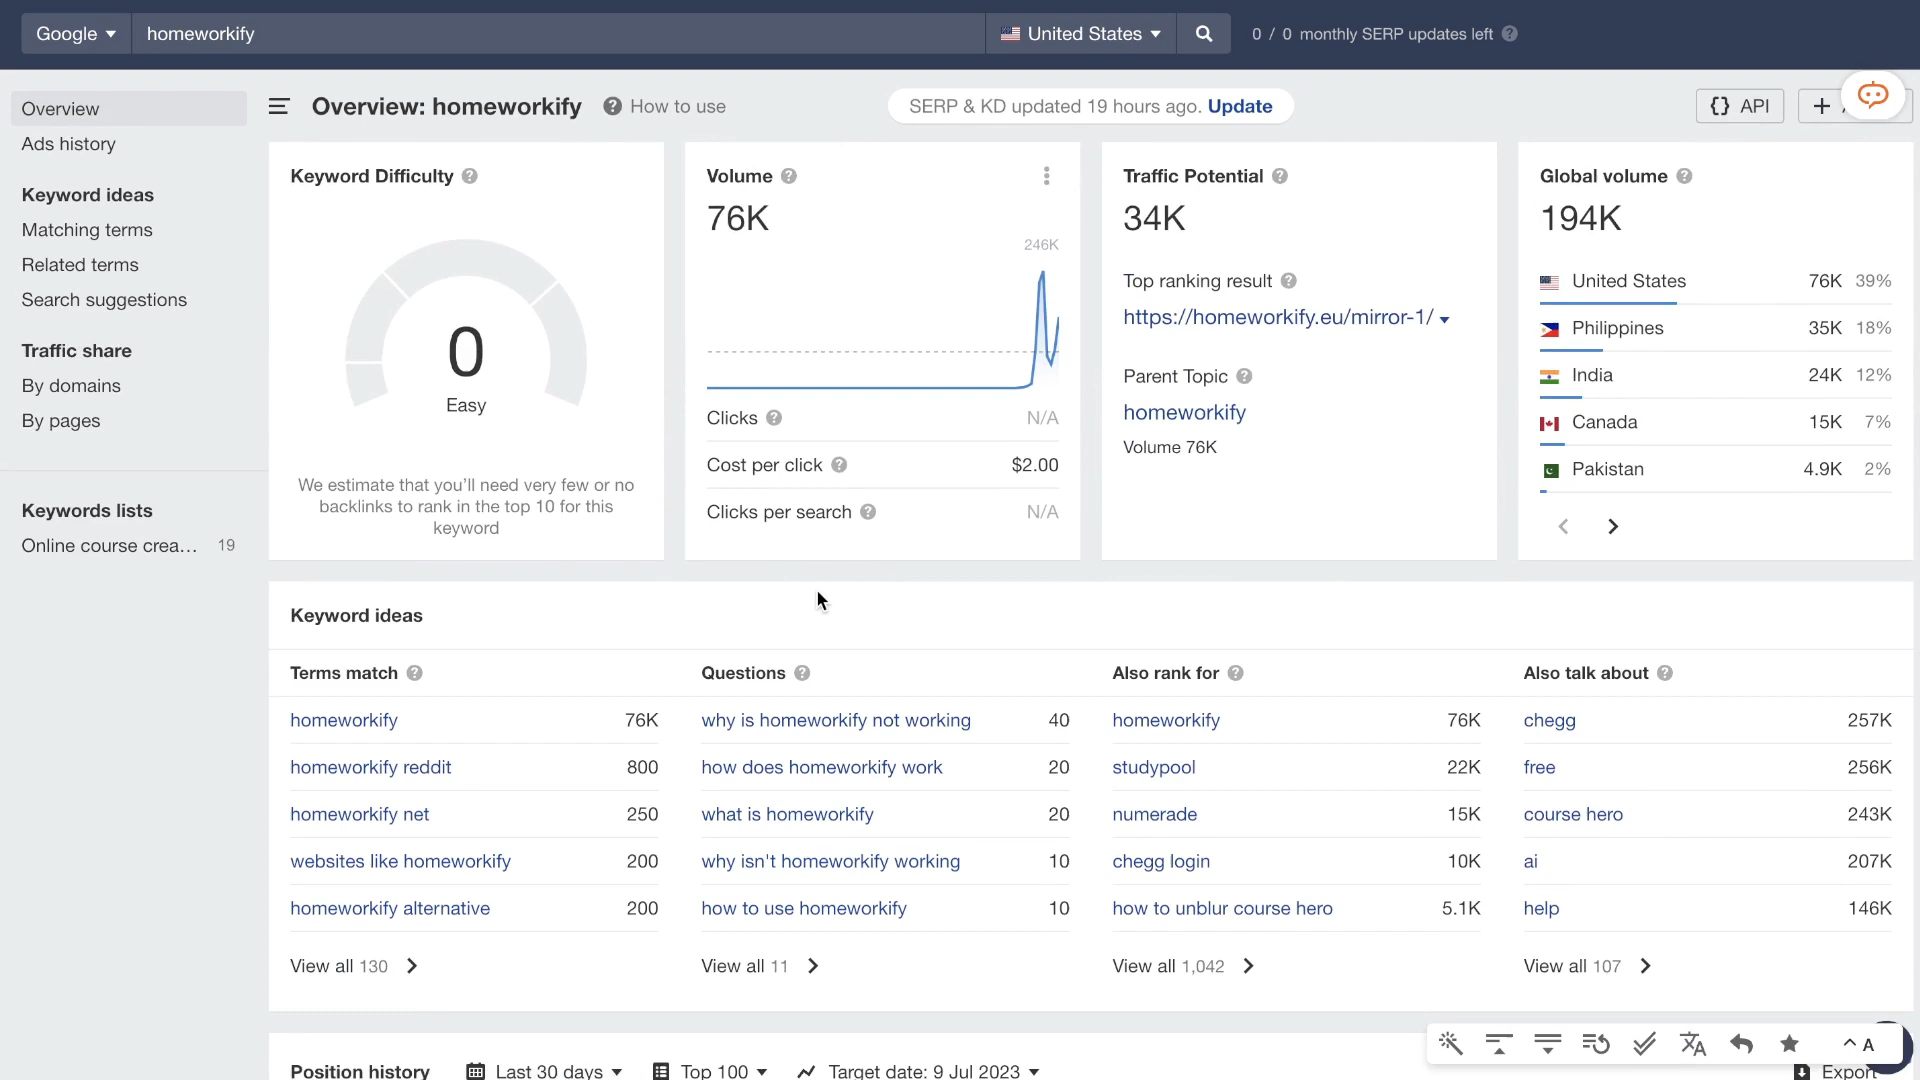 Google homeworkify United States 0 / 0 monthly SERP updates left
Overview
Ads history
Keyword ideas
Matching terms
Related terms
Search suggestions
Traffic share
By domains
By pages
Keywords lists
Online course crea... 19
Overview: homeworkify How to use SERP & KD updated 19 hours ago. Update {} API +
Keyword Difficulty
0
Easy
We estimate that you'll need very few or no
backlinks to rank in the top 10 for this
keyword
Volume
76K
246K
Clicks N/A
Cost per click $2.00
Clicks per search N/A
Traffic Potential
34K
Top ranking result
https://homeworkify.eu/mirror-1/
Parent Topic
homeworkify
Volume 76K
Global volume
194K
United States 76K 39%
Philippines 35K 18%
India 24K 12%
Canada 15K 7%
Pakistan 4.9K 2%
Keyword ideas
Terms match
homeworkify 76K
homeworkify reddit 800
homeworkify net 250
websites like homeworkify 200
homeworkify alternative 200
View all 130
Questions
why is homeworkify not working 40
how does homeworkify work 20
what is homeworkify 20
why isn't homeworkify working 10
how to use homeworkify 10
View all 11
Also rank for
homeworkify 76K
studypool 22K
numerade 15K
chegg login 10K
how to unblur course hero 5.1K
View all 1,042
Also talk about
chegg 257K
free 256K
course hero 243K
ai 207K
help 146K
View all 107
Position history Last 30 days Top 100 Target date: 9 Jul 2023 Export
A